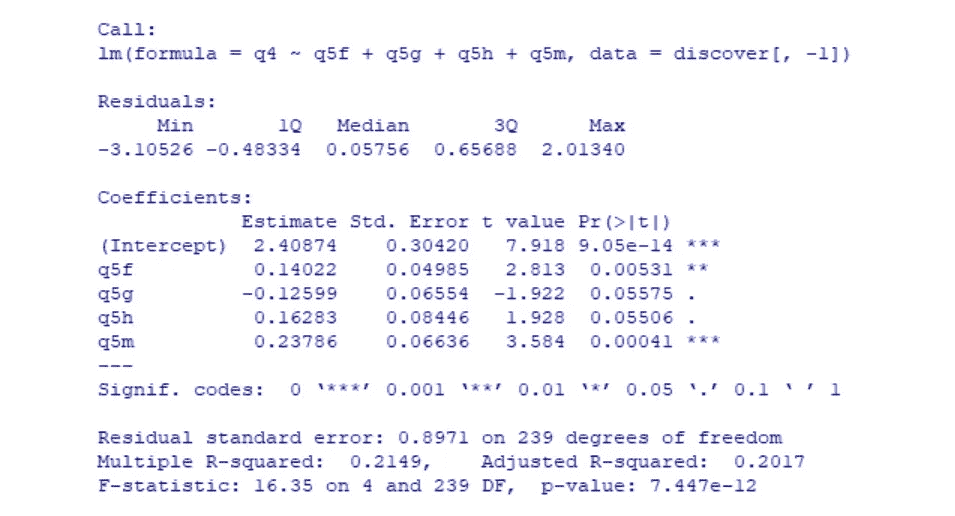 Call:
lm(formula = q4 ~ q5f + q5g + q5h + q5m, data = discover[, -1])
Residuals:
Min 1Q Median 3Q Max
-3.10526 -0.48334 0.05756 0.65688 2.01340
Coefficients:
Estimate Std. Error t value Pr(>|t|)
(Intercept) 2.40874 0.30420 7.918 9.05e-14 ***
q5f 0.14022 0.04985 2.813 0.00531 **
q5g -0.12599 0.06554 -1.922 0.05575 .
q5h 0.16283 0.08446 1.928 0.05506 .
q5m 0.23786 0.06636 3.584 0.00041 ***
---
Signif. codes: 0 ‘***’ 0.001 ‘**’ 0.01 ‘*’ 0.05 ‘.’ 0.1 ‘ ’ 1
Residual standard error: 0.8971 on 239 degrees of freedom
Multiple R-squared: 0.2149, Adjusted R-squared: 0.2017
F-statistic: 16.35 on 4 and 239 DF, p-value: 7.447e-12